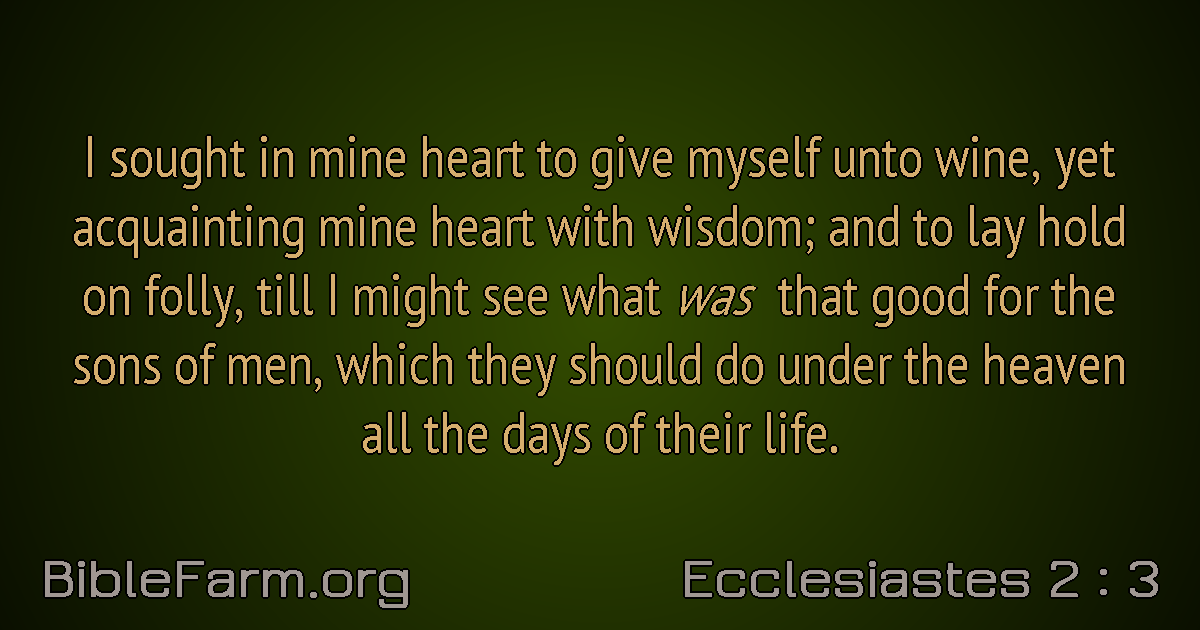 I sought in mine heart to give myself unto wine, yet
acquainting mine heart with wisdom; and to lay hold
on folly, till I might see what was that good for the
sons of men, which they should do under the heaven
all the days of their life.
BibleFarm.org
Ecclesiastes 2 : 3